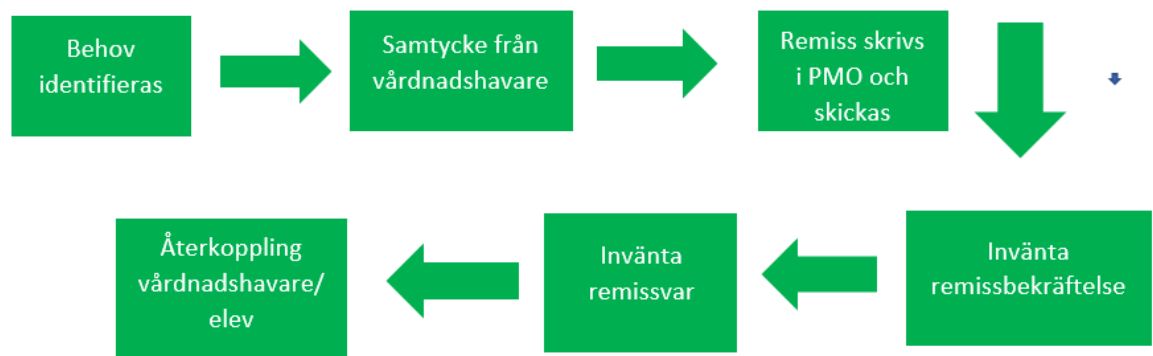 Behov
identifieras
Samtycke från
vårdnadshavare
Remiss skrivs
i PMO och
skickas
Invänta
remissbekräftelse
Invänta
remissvar
Återkoppling
vårdnadshavare/
elev